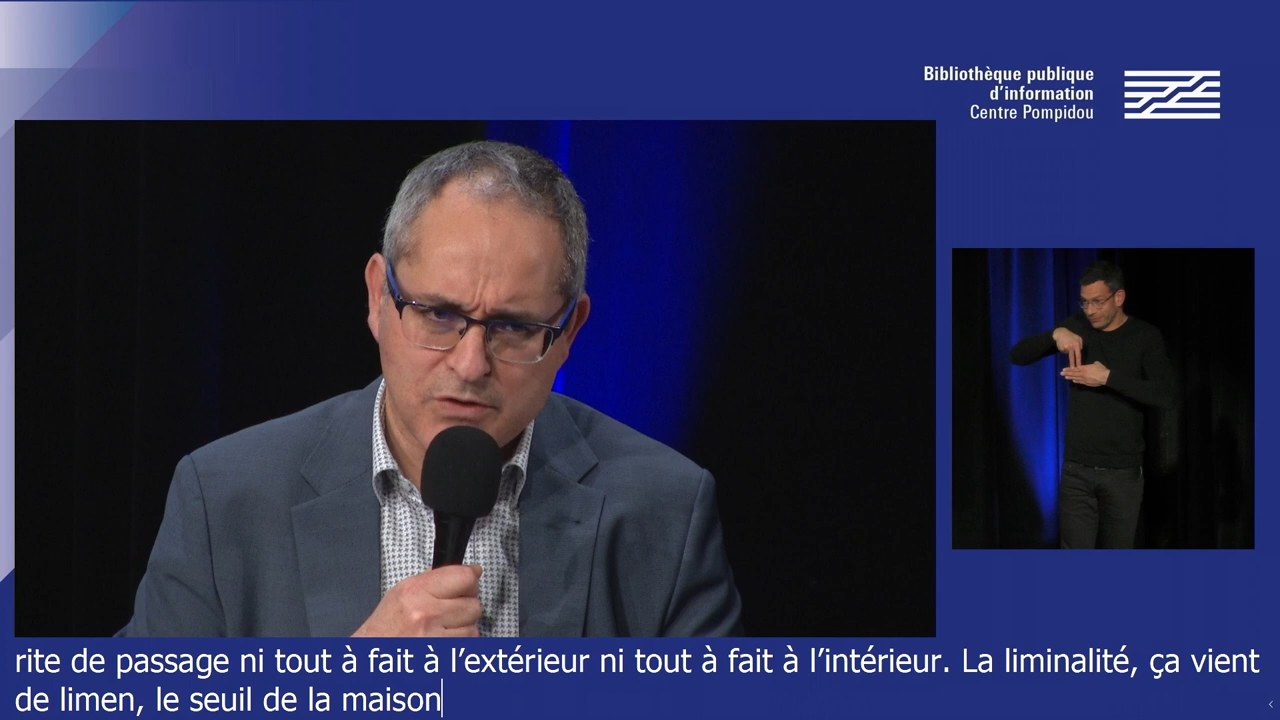 Bibliothèque publique
d’information
Centre Pompidou
rite de passage ni tout à fait à l’extérieur ni tout à fait à l’intérieur. La liminalité, ça vient
de limen, le seuil de la maison